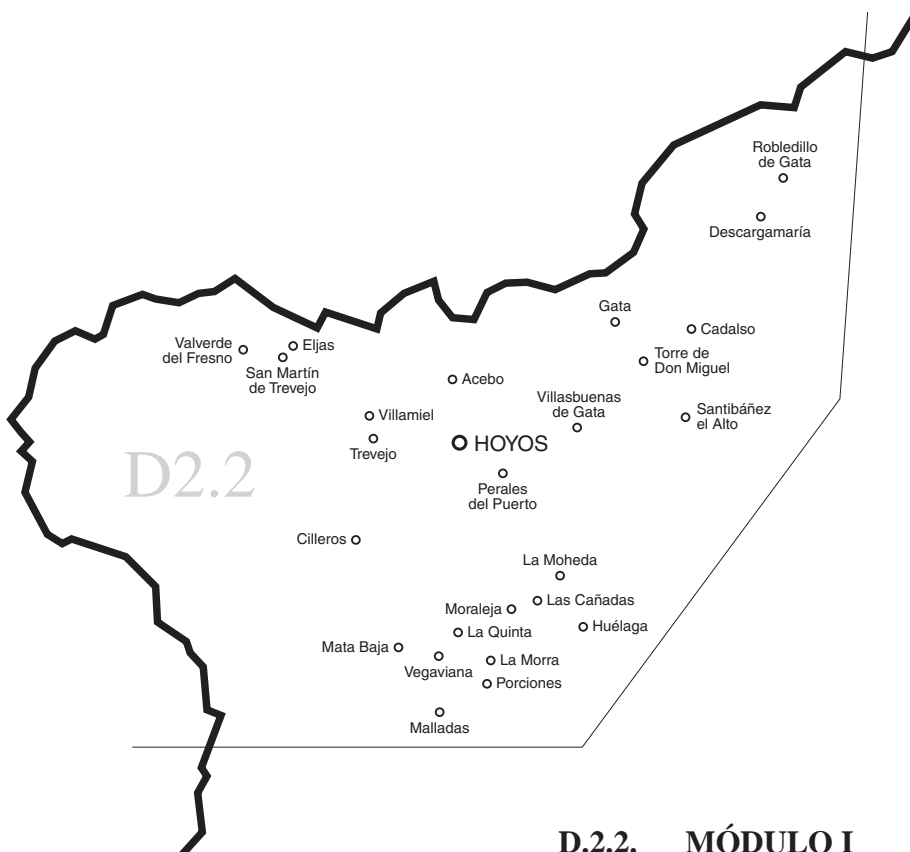 Robledillo
de Gata
Descargamaría
Gata
Cadalso
Valverde
del Fresno
Eljas
San Martín
de Trevejo
Torre de
Don Miguel
Acebo
Villasbuenas
de Gata
Villamiel
Santibáñez
el Alto
Trevejo
HOYOS
D2.2
Perales
del Puerto
Cilleros
La Moheda
Las Cañadas
Moraleja
Huélaga
La Quinta
Mata Baja
Vegaviana
La Morra
Porciones
Malladas
D.2.2. MÓDULO I